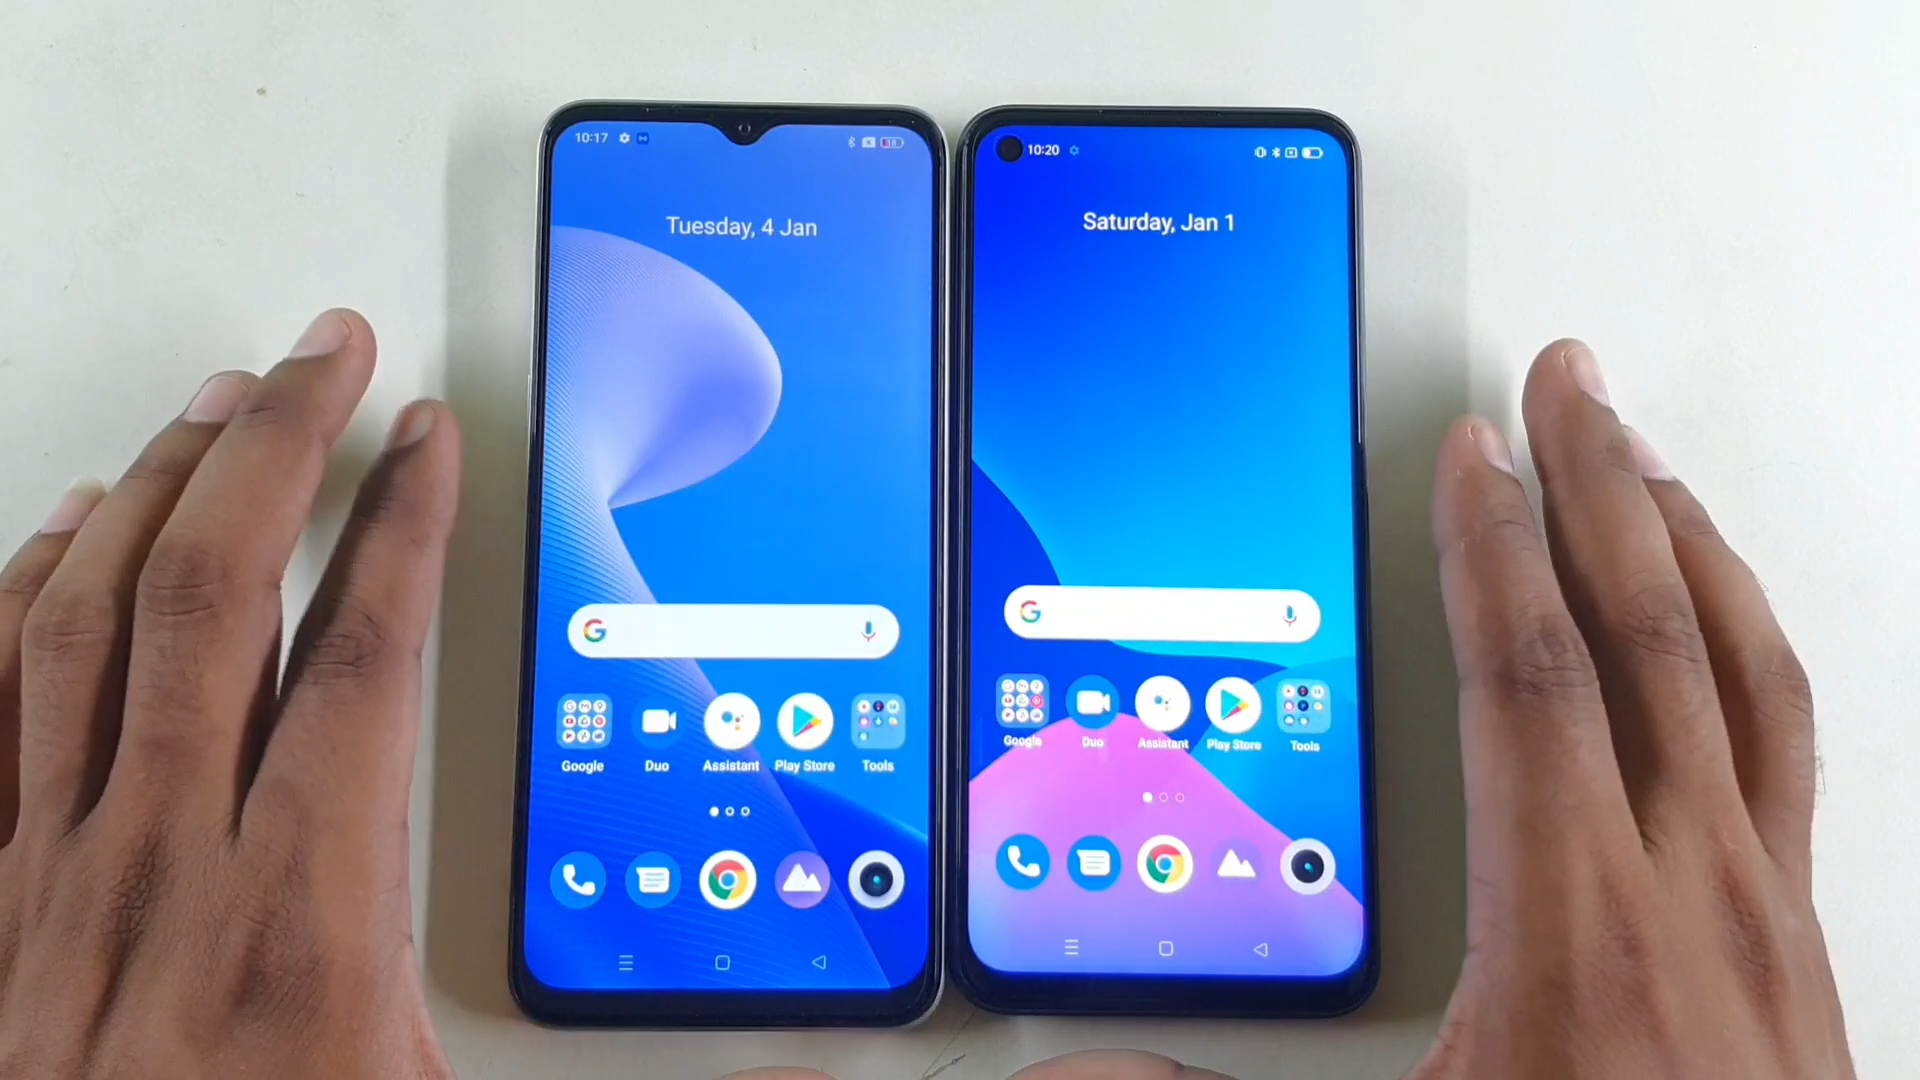 10:17
18
Tuesday, 4 Jan
G
Google
Duo
Assistant
Play Store
Tools
10:20
Saturday, Jan 1
G
Google
Duo
Assistant
Play Store
Tools